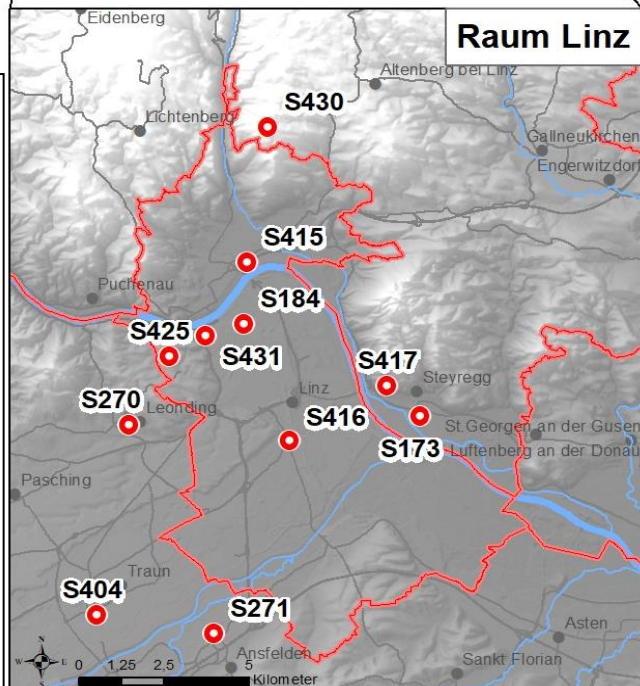 Eidenberg
Raum Linz
Altenberg bei Linz
S430
Lichtenberg
Gallneukirchen
Engerwitzdorf
S415
Puchenau
S184
S425
S431
S417
Steyregg
S270
Leonding
Linz
S416
St.Georgen an der Gusen
S173
Luftenberg an der Donau
Pasching
Traun
S404
S271
Asten
Ansfelden
Sankt Florian
N
W E
S
0 1,25 2,5 5
Kilometer